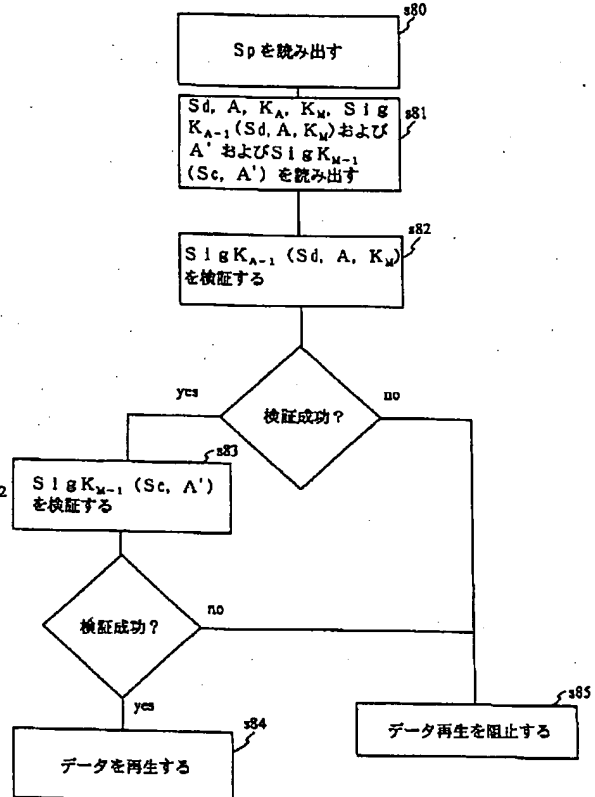 s80
Spを読み出す
s81
Sd, A, K_A, K_M, Sig
K_{A-1}(Sd, A, K_M)および
A'およびSigK_{M-1}
(Sc, A')を読み出す
s82
SigK_{A-1} (Sd, A, K_M)
を検証する
検証成功?
yes
no
s83
2
SigK_{M-1} (Sc, A')
を検証する
検証成功?
no
yes
s84
データを再生する
s85
データ再生を阻止する